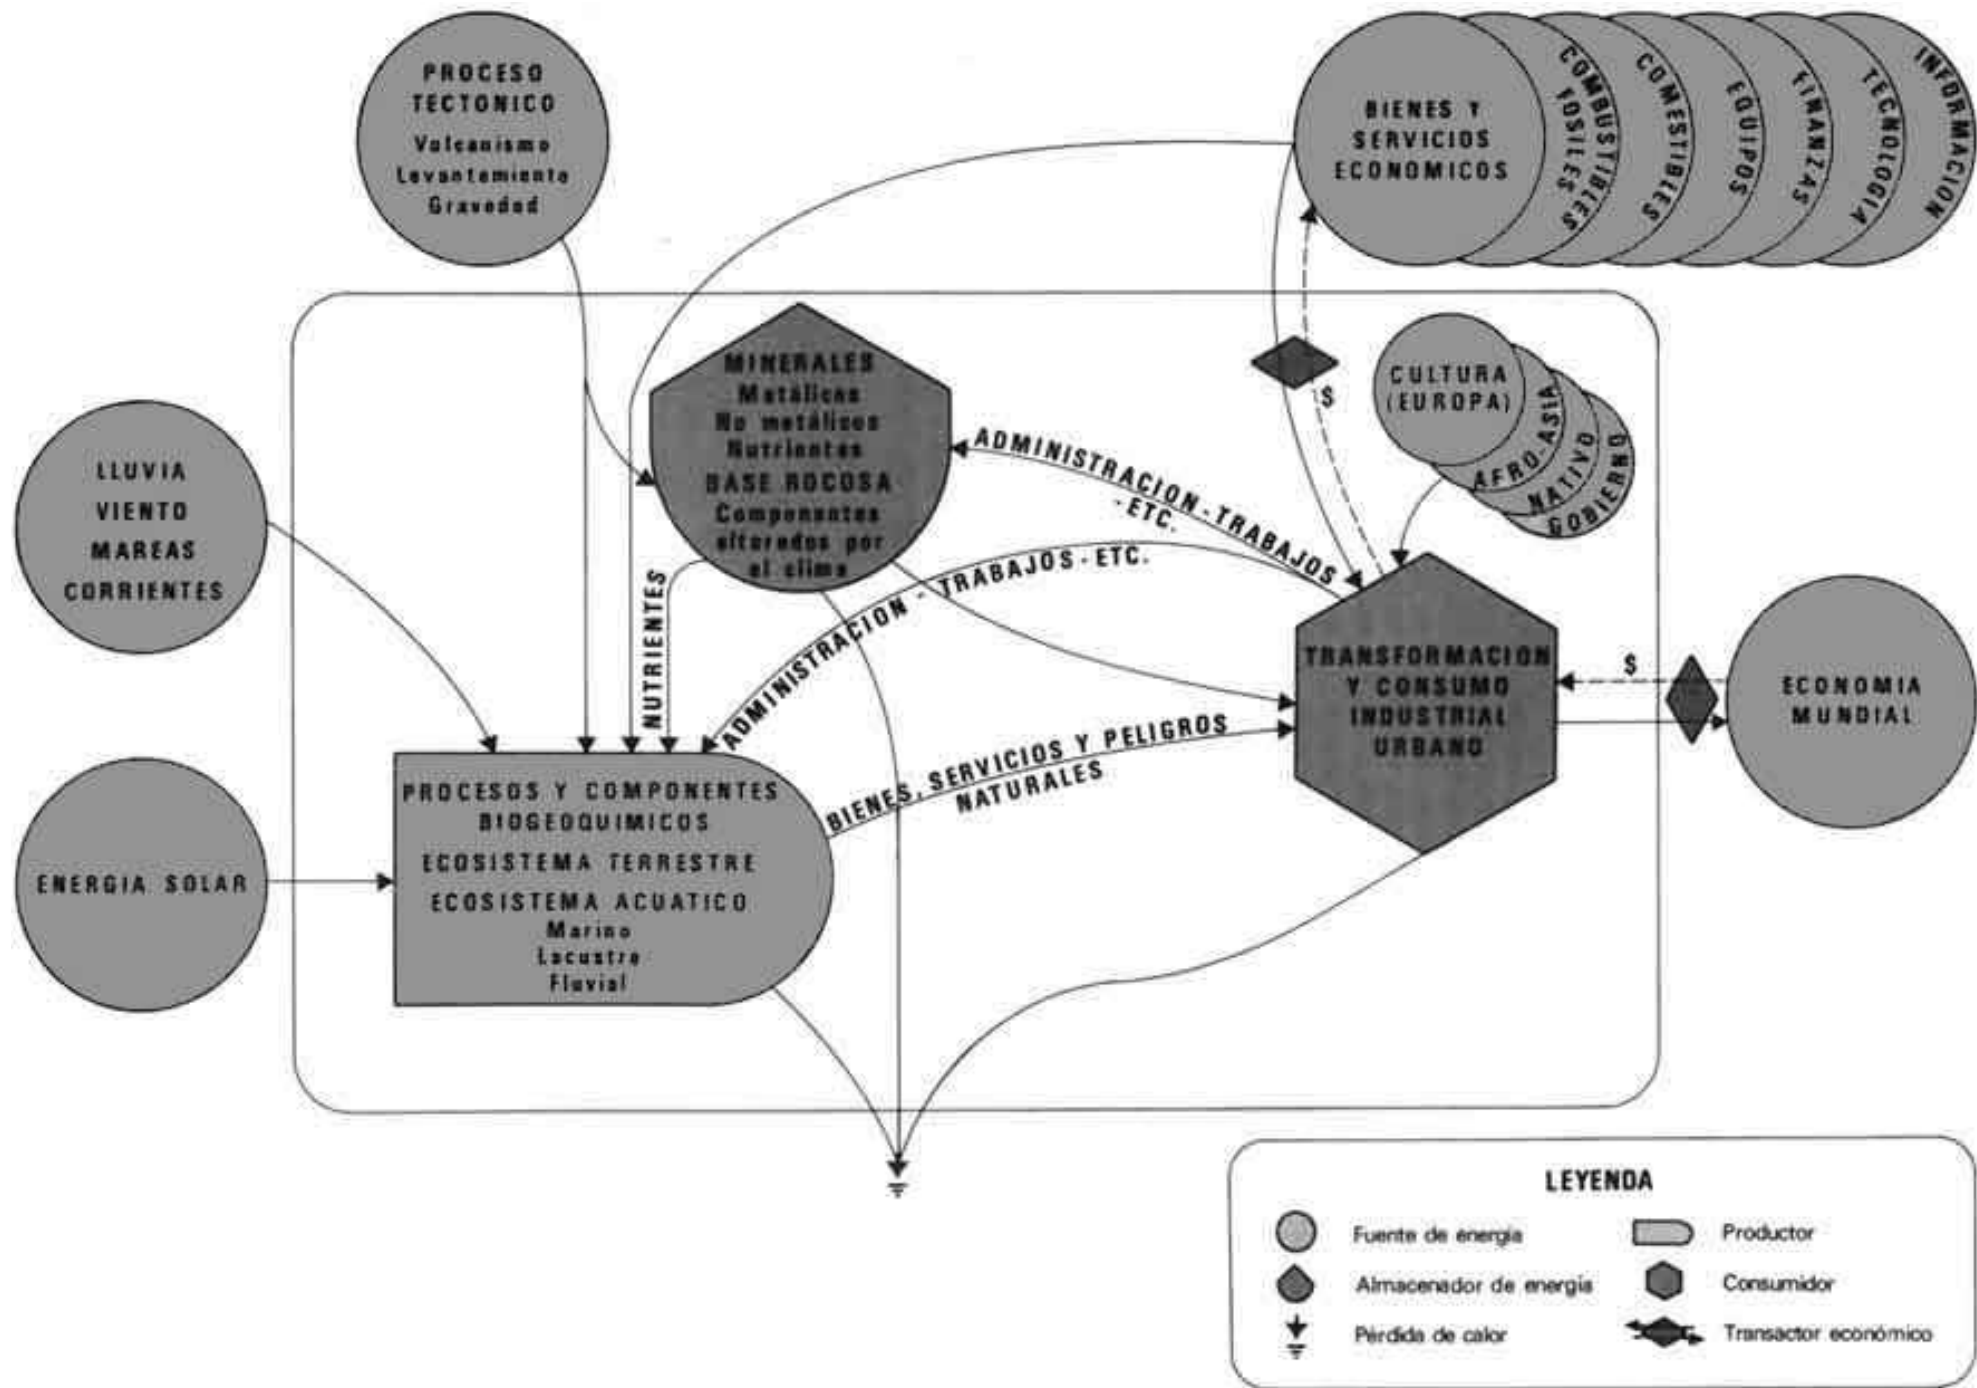 PROCESO
TECTONICO
Volcanismo
Levantamiento
Gravedad
BIENES Y
SERVICIOS
ECONOMICOS
COMBUSTIBLES
FOSILES
COMESTIBLES
EQUIPOS
FINANZAS
TECNOLOGIA
INFORMACION
LLUVIA
VIENTO
MAREAS
CORRIENTES
MINERALES
Metálicos
No metálicos
Nutrientes
BASE ROCOSA
Componentes
alterados por
el clima
$
CULTURA
(EUROPA)
AFRO-ASIA
NATIVO
GOBIERNO
ADMINISTRACION - TRABAJOS
- ETC.
ADMINISTRACION - TRABAJOS - ETC.
NUTRIENTES
TRANSFORMACION
Y CONSUMO
INDUSTRIAL
URBANO
$
ECONOMIA
MUNDIAL
BIENES, SERVICIOS Y PELIGROS
NATURALES
ENERGIA SOLAR
PROCESOS Y COMPONENTES
BIOGEOQUIMICOS
ECOSISTEMA TERRESTRE
ECOSISTEMA ACUATICO
Marino
Lacustre
Fluvial
LEYENDA
Fuente de energía
Productor
Almacenador de energía
Consumidor
Pérdida de calor
Transactor económico